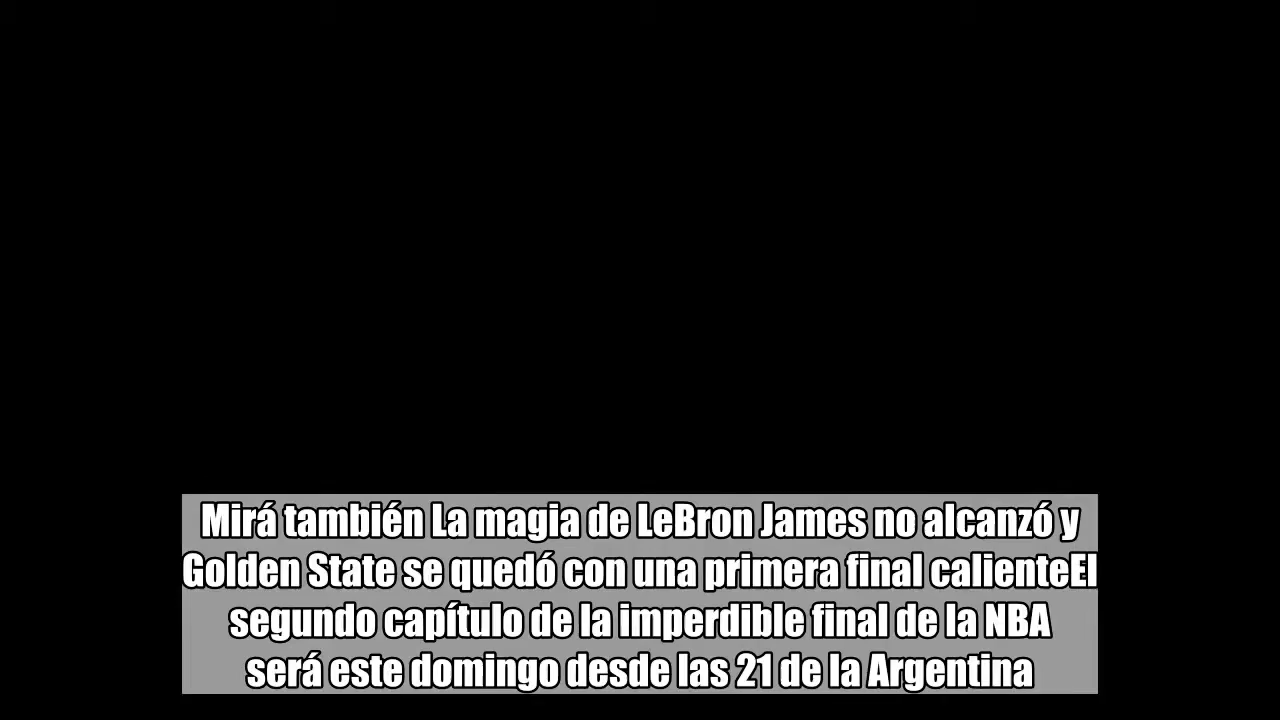 Mirá también La magia de LeBron James no alcanzó y
Golden State se quedó con una primera final calienteEl
segundo capítulo de la imperdible final de la NBA
será este domingo desde las 21 de la Argentina